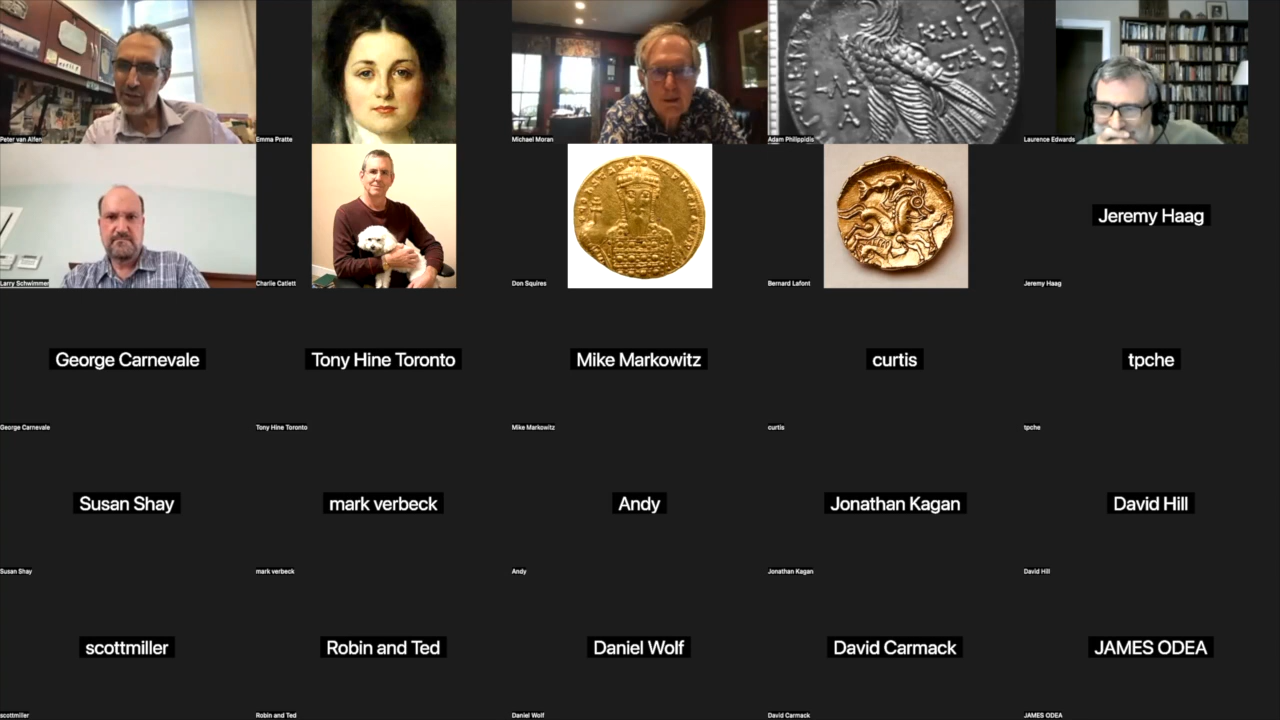 Peter van Alfen
Emma Pratte
Michael Moran
Adam Philippidis
Laurence Edwards
Larry Schwimmer
Charlie Catlett
Don Squires
Bernard Lafont
Jeremy Haag
Jeremy Haag
George Carnevale
Tony Hine Toronto
Mike Markowitz
curtis
tpche
George Carnevale
Tony Hine Toronto
Mike Markowitz
curtis
tpche
Susan Shay
mark verbeck
Andy
Jonathan Kagan
David Hill
Susan Shay
mark verbeck
Andy
Jonathan Kagan
David Hill
scottmiller
Robin and Ted
Daniel Wolf
David Carmack
JAMES ODEA
scottmiller
Robin and Ted
Daniel Wolf
David Carmack
JAMES ODEA